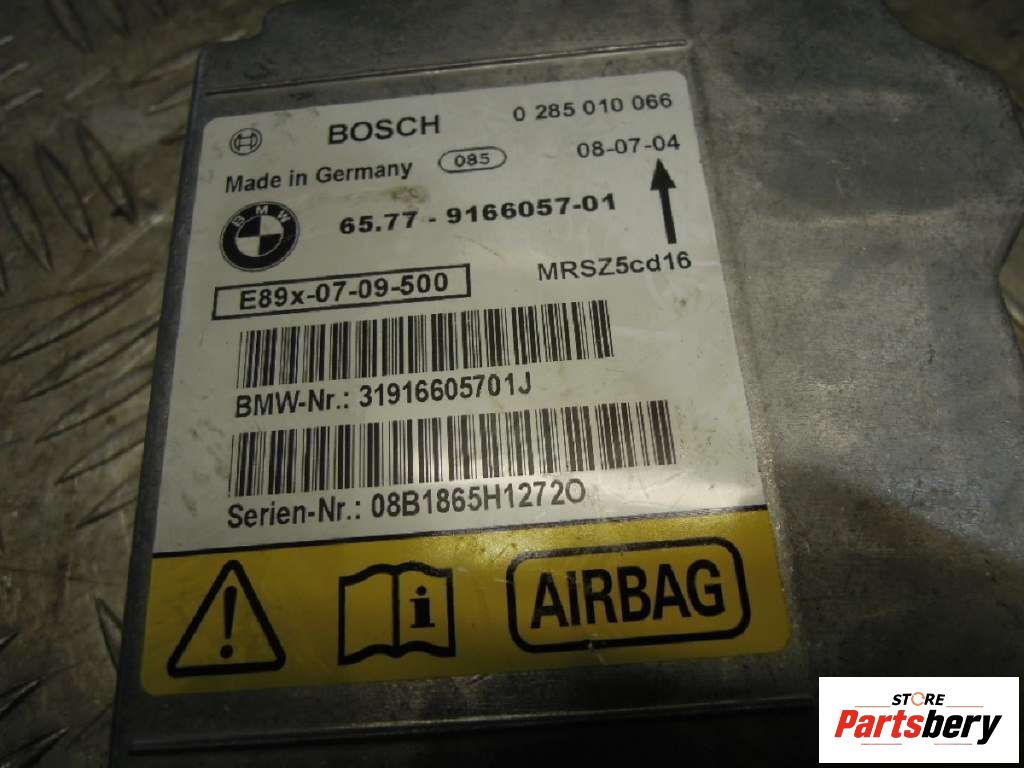 BOSCH 0 285 010 066
Made in Germany 085 08-07-04
BMW 65.77 - 9166057-01
E89x-07-09-500 MRSZ5cd16
BMW-Nr.: 31916605701J
Serien-Nr.: 08B1865H1272O
AIRBAG
STORE
Partsbery